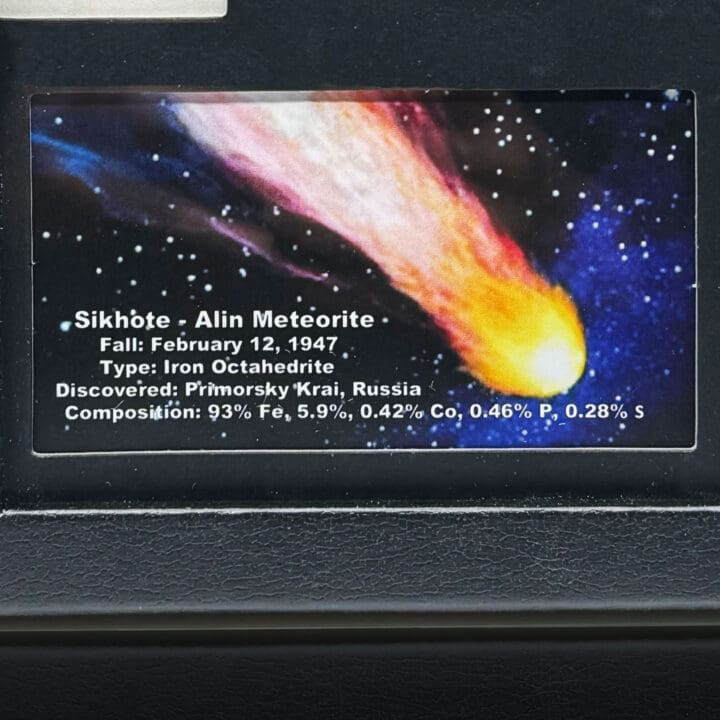 Sikhote - Alin Meteorite
Fall: February 12, 1947
Type: Iron Octahedrite
Discovered: Primorsky Krai, Russia
Composition: 93% Fe, 5.9%, 0.42% Co, 0.46% P, 0.28% S